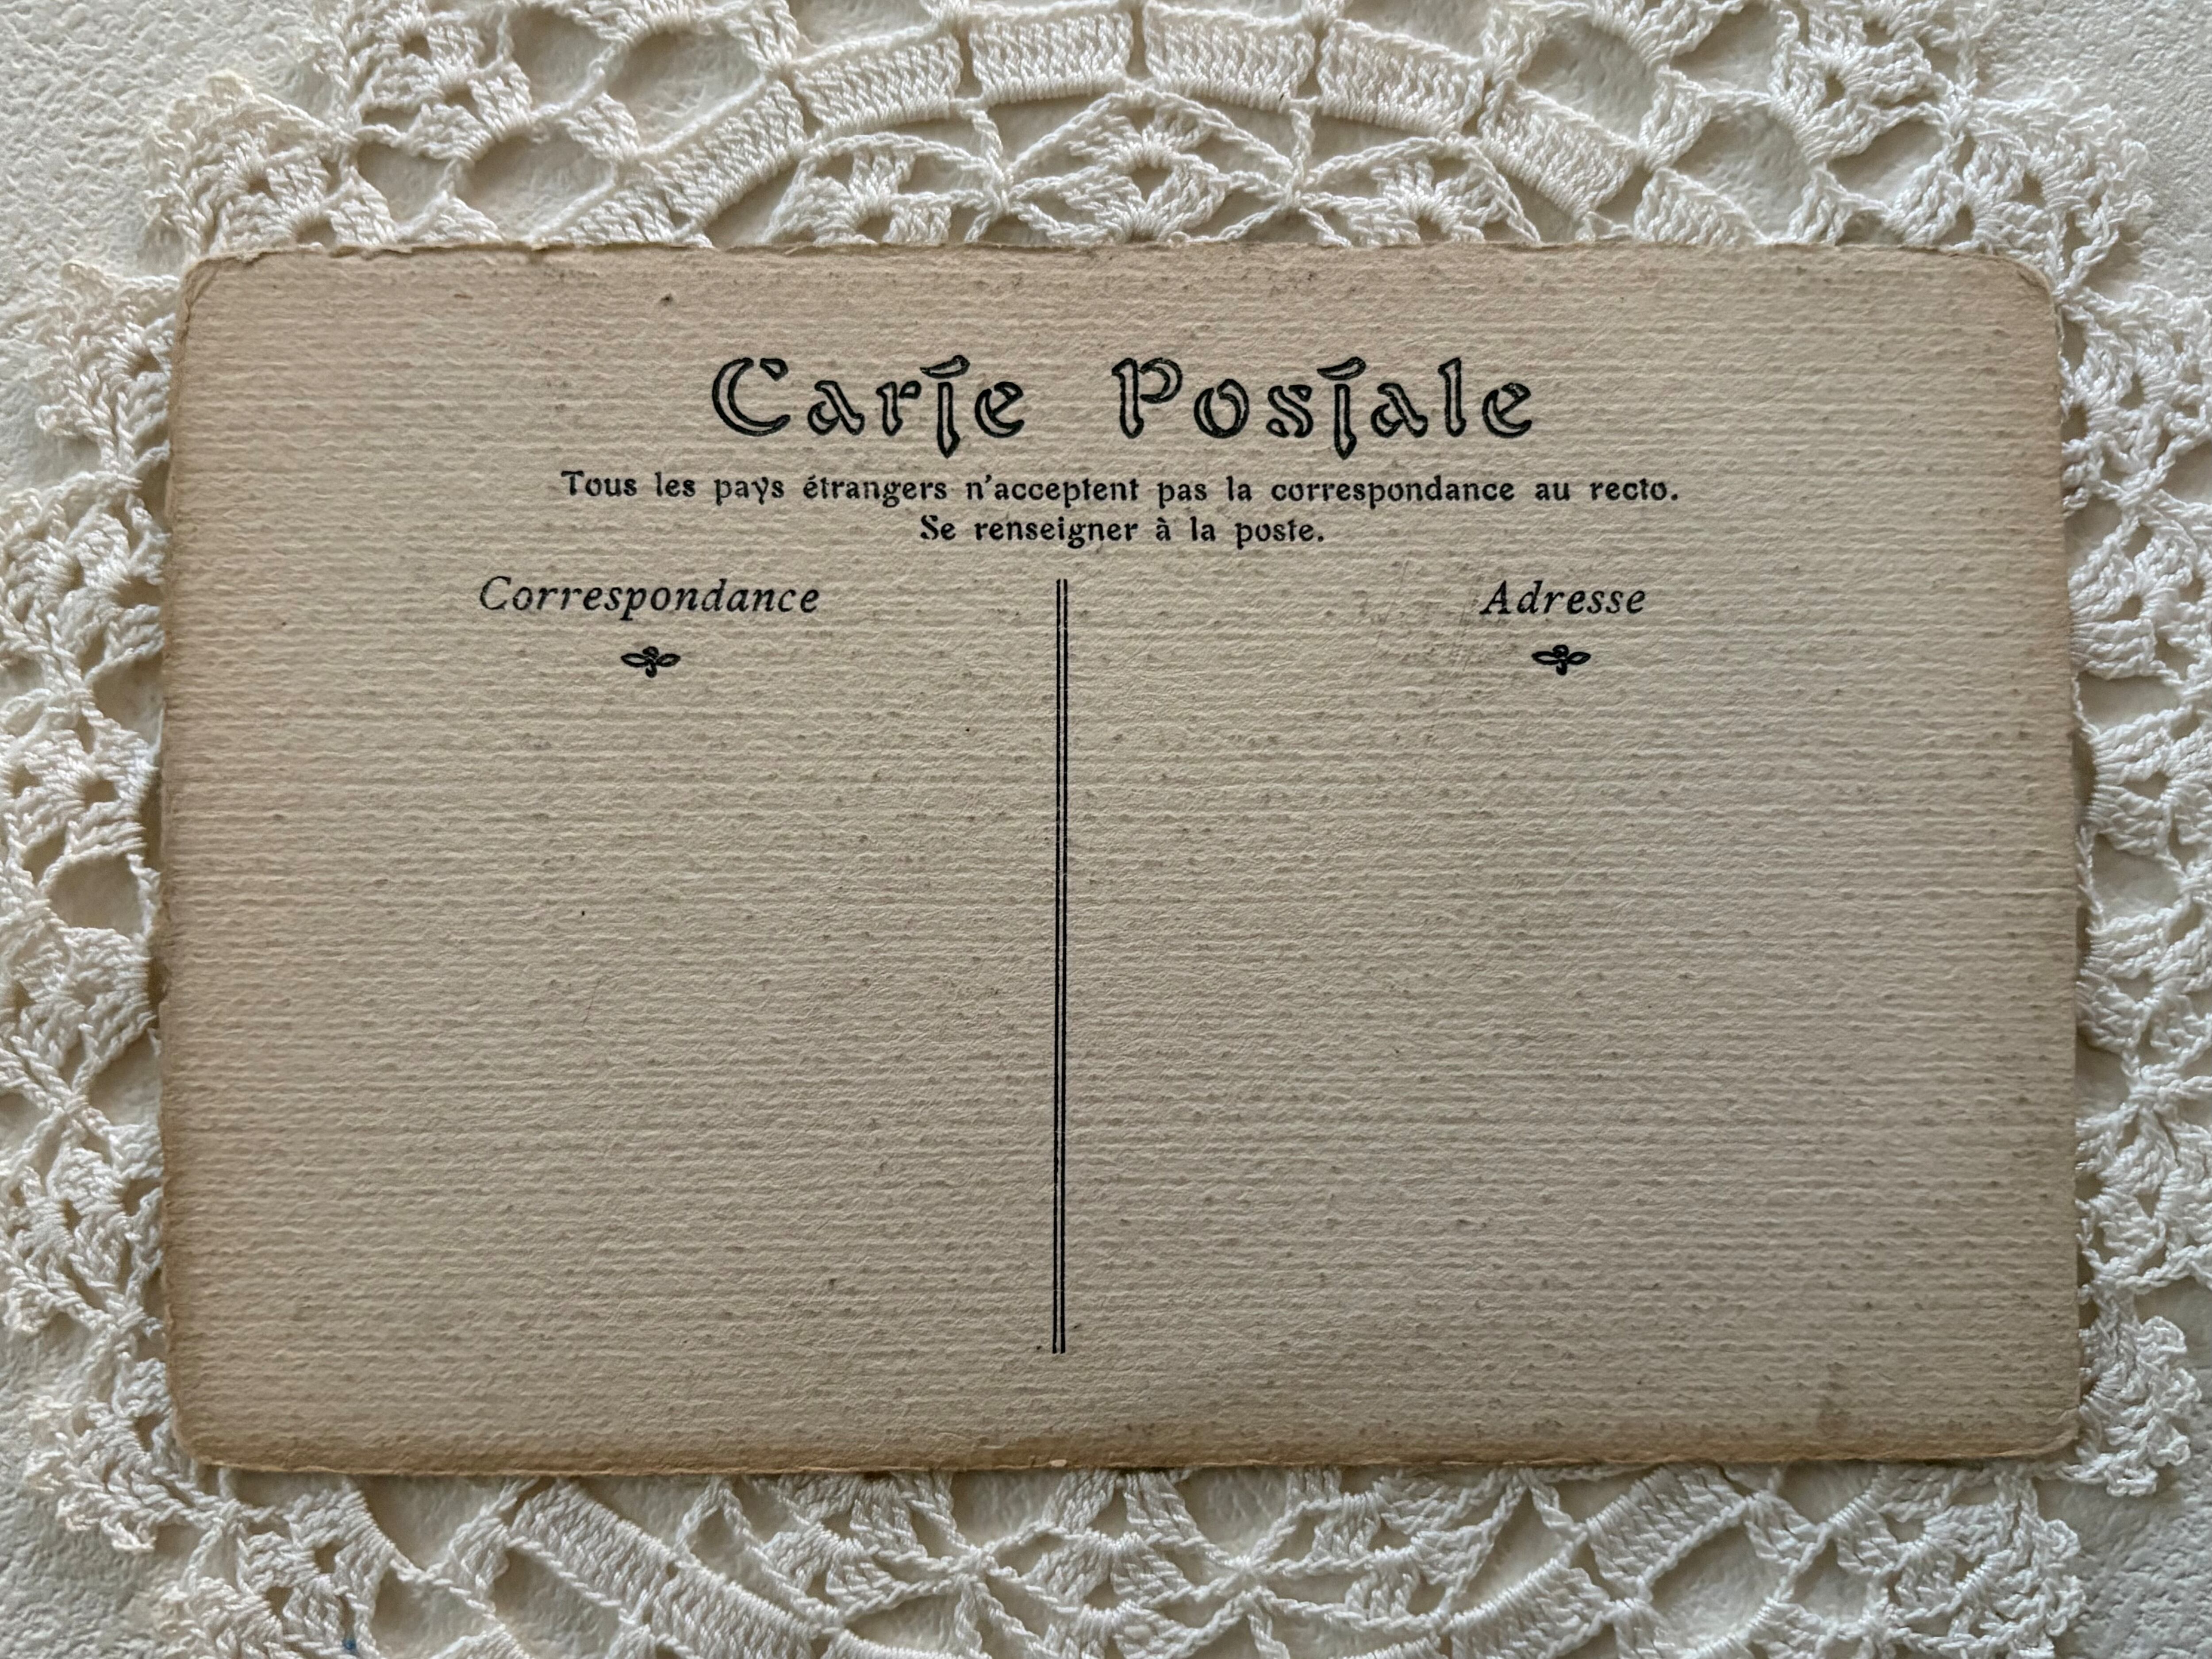 Carte Postale
Tous les pays étrangers n'acceptent pas la correspondance au recto.
Se renseigner à la poste.
Correspondance
Adresse